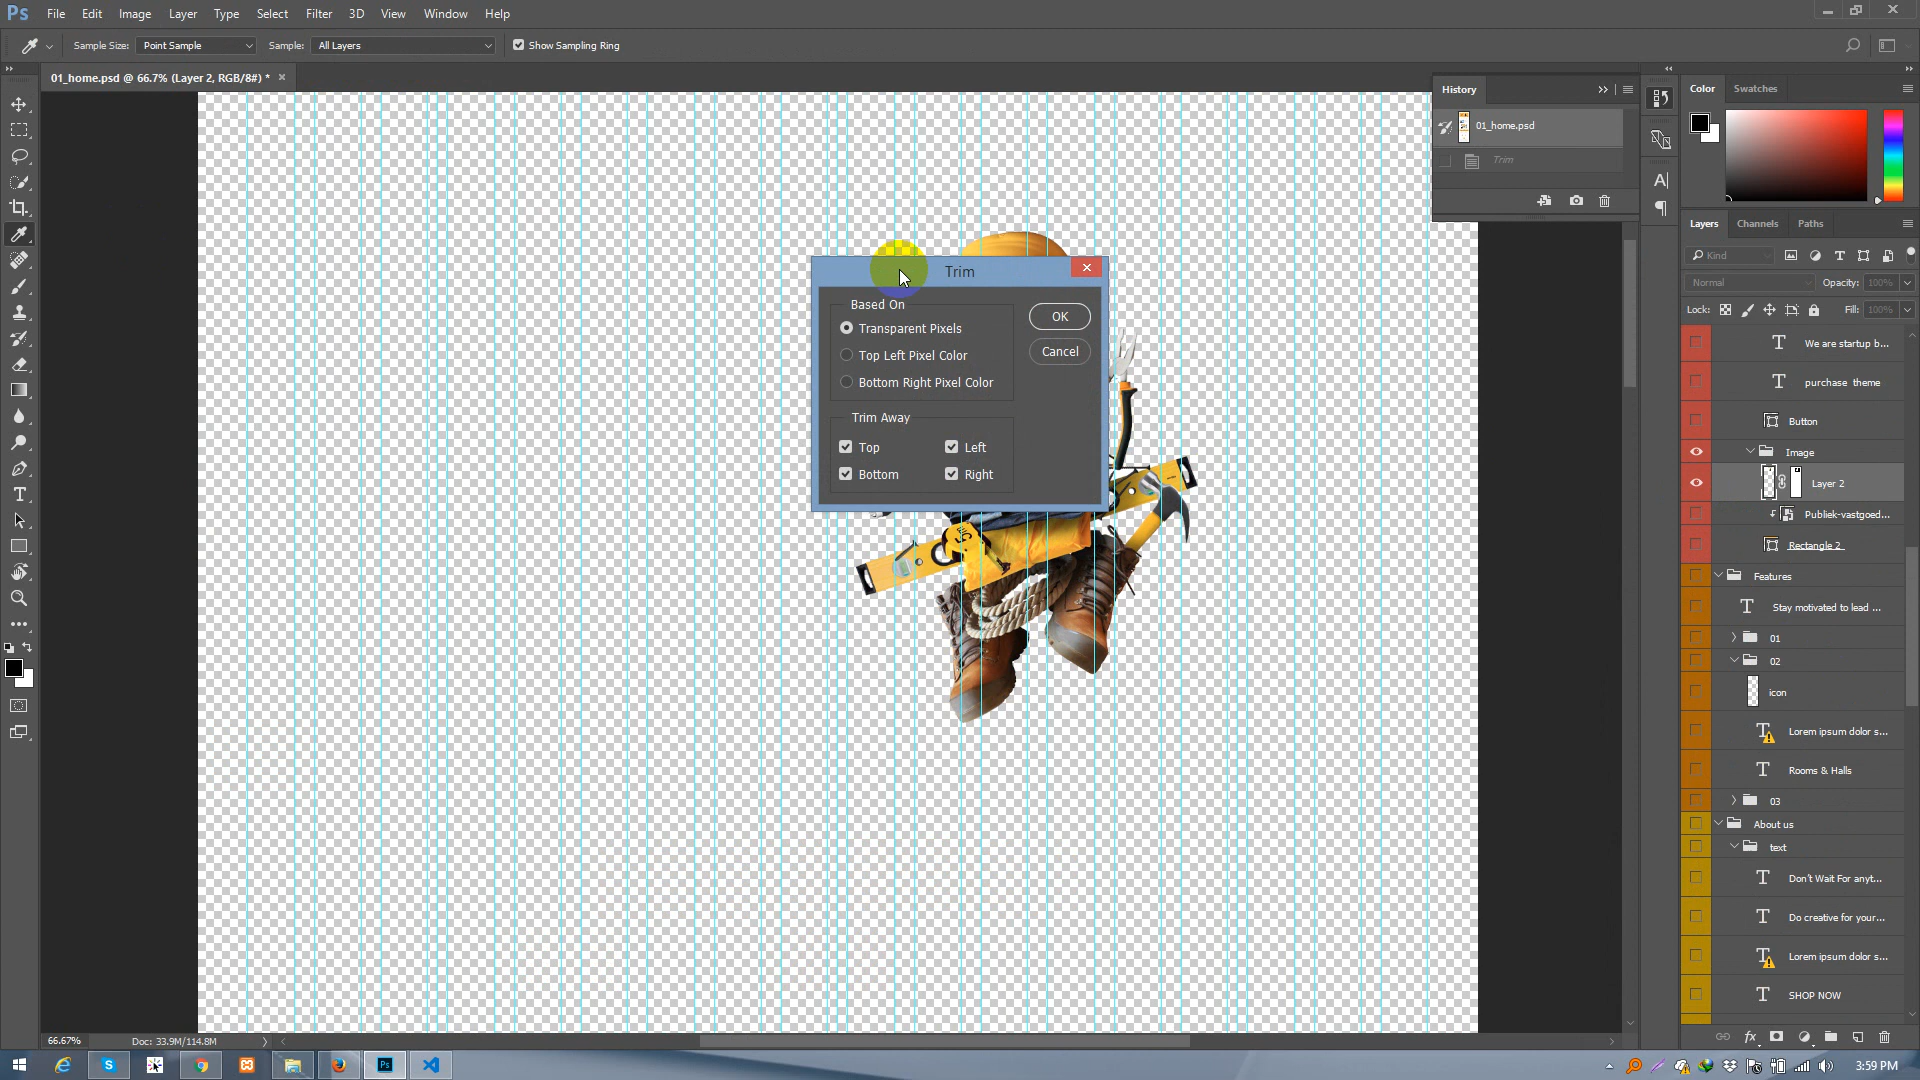 Ps File Edit Image Layer Type Select Filter 3D View Window Help
Sample Size: Point Sample Sample: All Layers Show Sampling Ring
01_home.psd @ 66.7% (Layer 2, RGB/8#) * ×
History
01_home.psd
Trim
Color Swatches
Layers Channels Paths
Kind
Normal Opacity: 100%
Lock: Fill: 100%
We are startup b...
purchase theme
Button
Image
Layer 2
Publiek-vastgoed...
Rectangle 2
Features
Stay motivated to lead ...
01
02
icon
Lorem ipsum dolor s...
Rooms & Halls
03
About us
text
Don't Wait For anyt...
Do creative for your...
Lorem ipsum dolor s...
SHOP NOW
Trim
Based On
Transparent Pixels
Top Left Pixel Color
Bottom Right Pixel Color
OK
Cancel
Trim Away
Top Left
Bottom Right
66.67% Doc: 33.9M/114.8M
3:59 PM